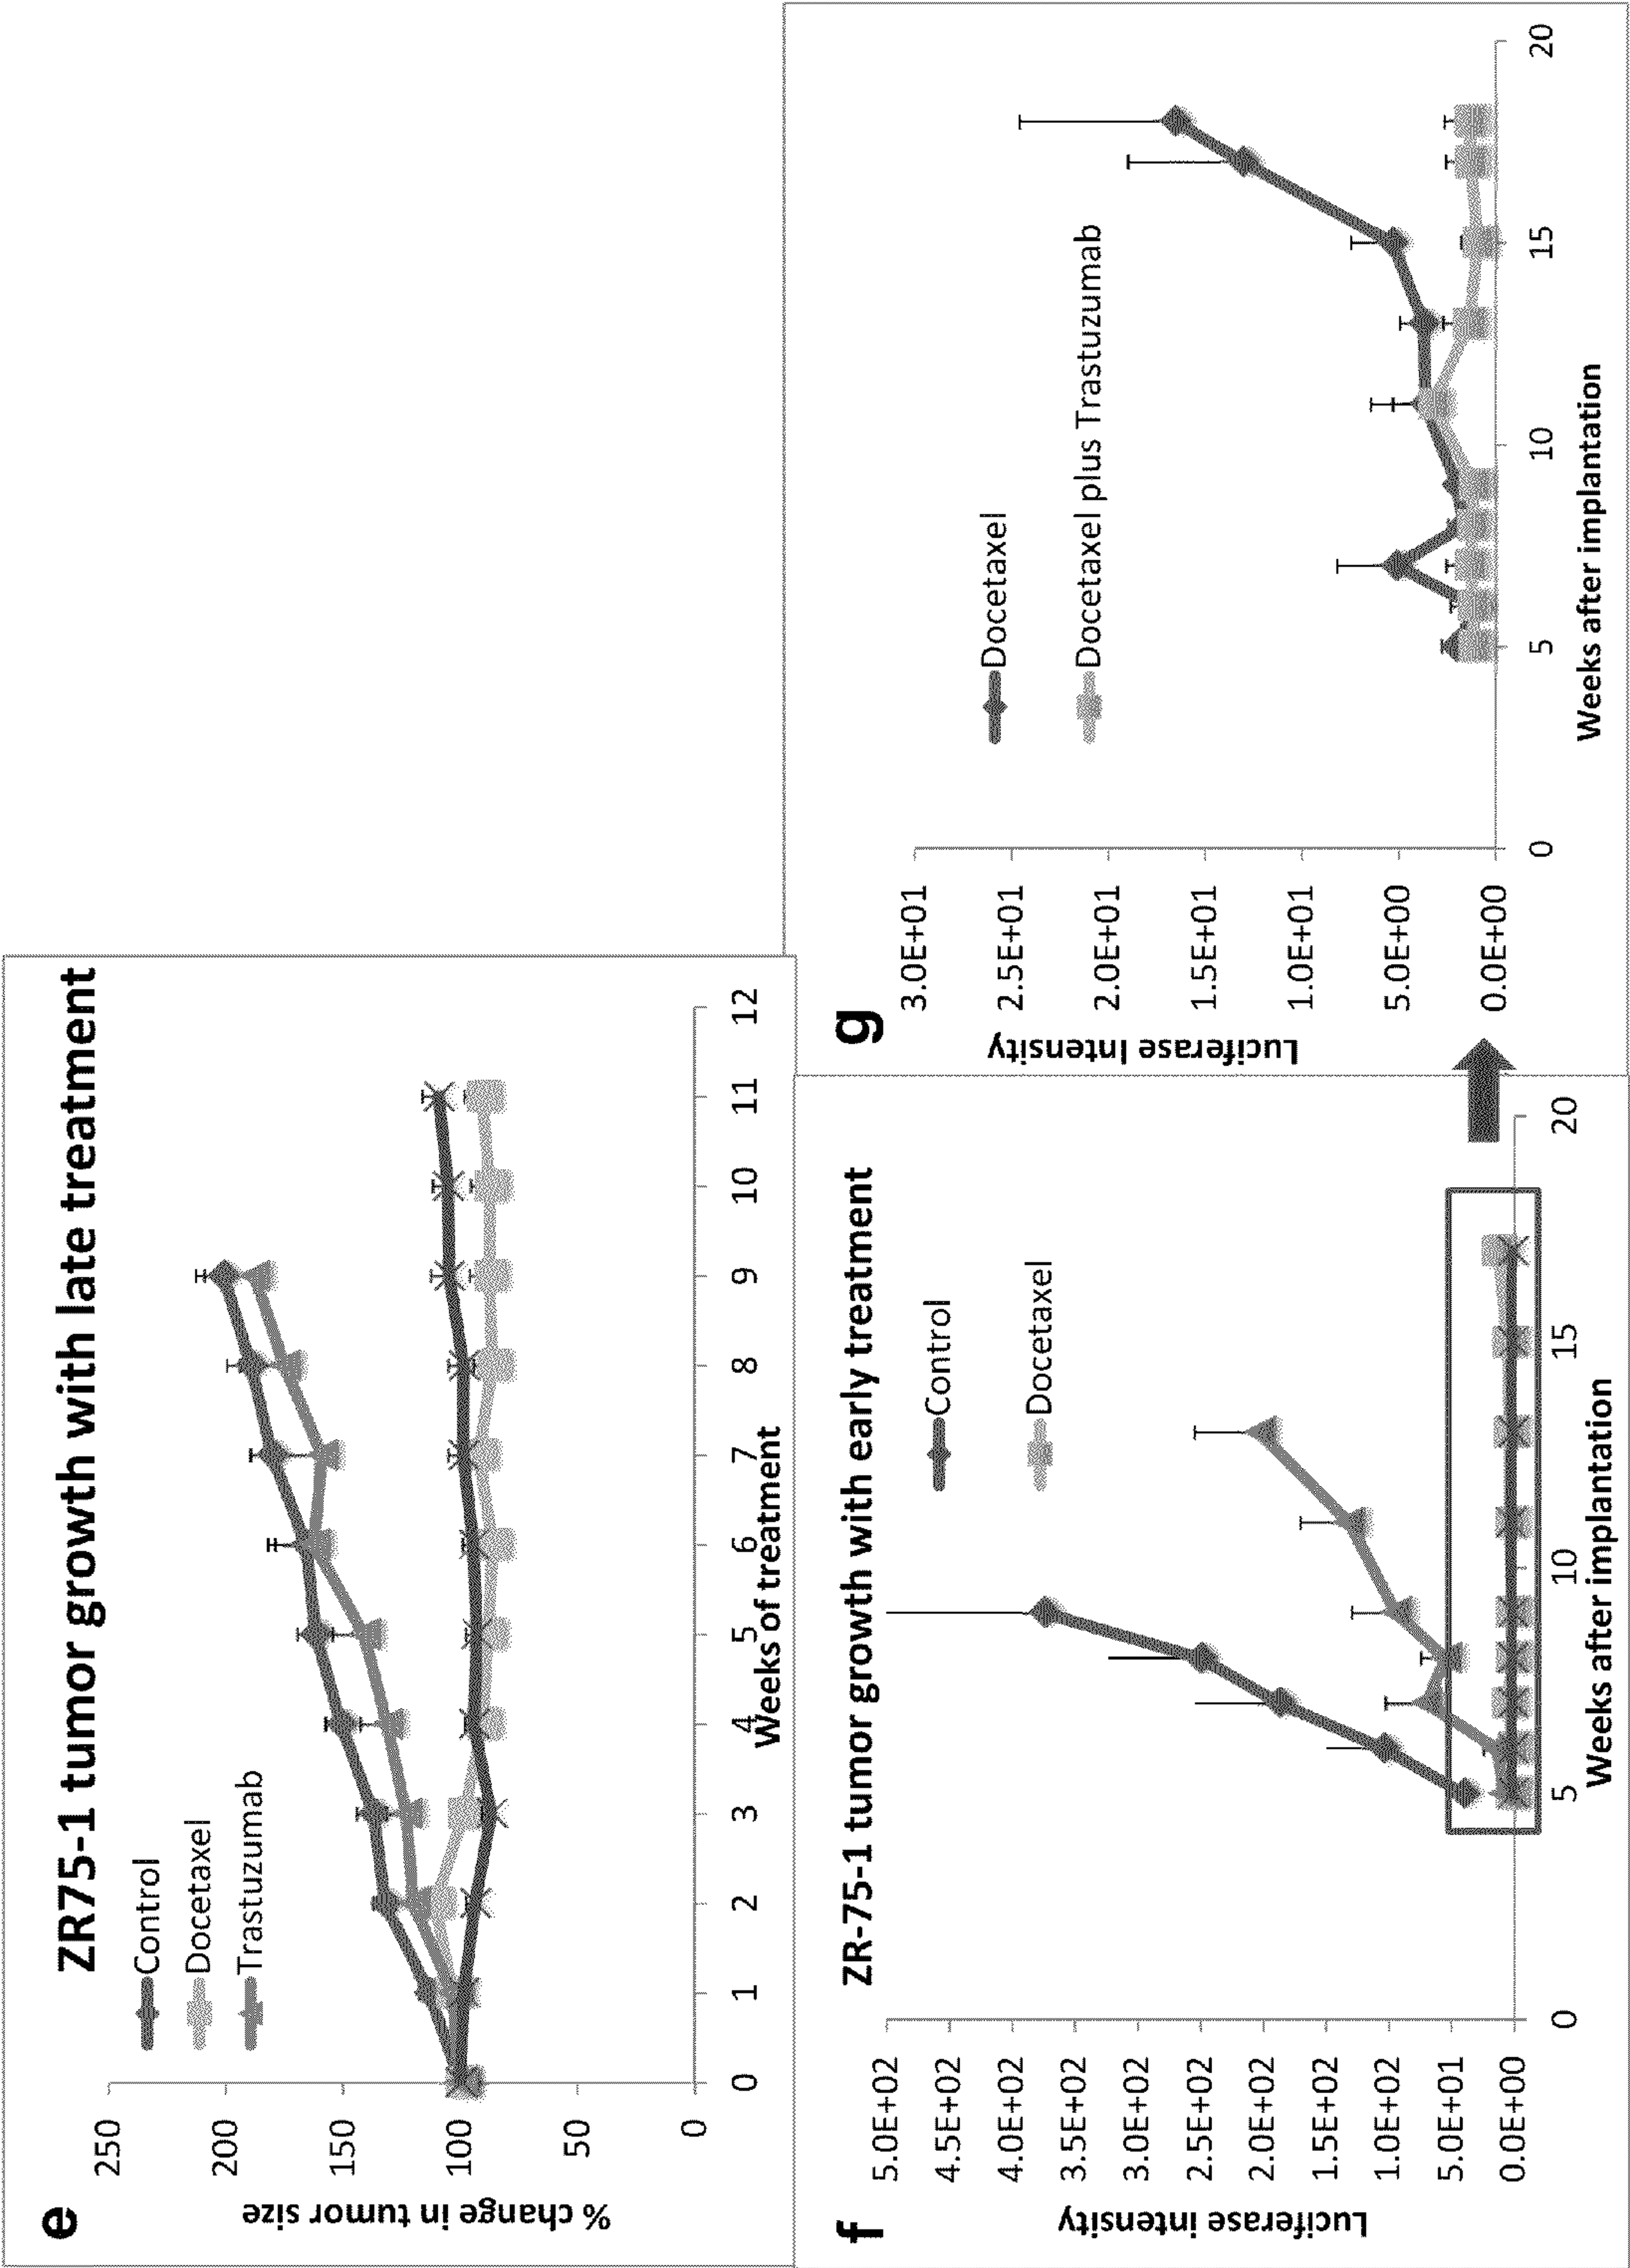 e
ZR75-1 tumor growth with late treatment
Control
Docetaxel
Trastuzumab
% change in tumor size
250
200
150
100
50
0
0 1 2 3 4 5 6 7 8 9 10 11 12
Weeks of treatment
f
ZR-75-1 tumor growth with early treatment
Control
Docetaxel
Luciferase intensity
5.0E+02
4.5E+02
4.0E+02
3.5E+02
3.0E+02
2.5E+02
2.0E+02
1.5E+02
1.0E+02
5.0E+01
0.0E+00
0 5 10 15 20
Weeks after implantation
g
Docetaxel
Docetaxel plus Trastuzumab
Luciferase Intensity
3.0E+01
2.5E+01
2.0E+01
1.5E+01
1.0E+01
5.0E+00
0.0E+00
0 5 10 15 20
Weeks after implantation